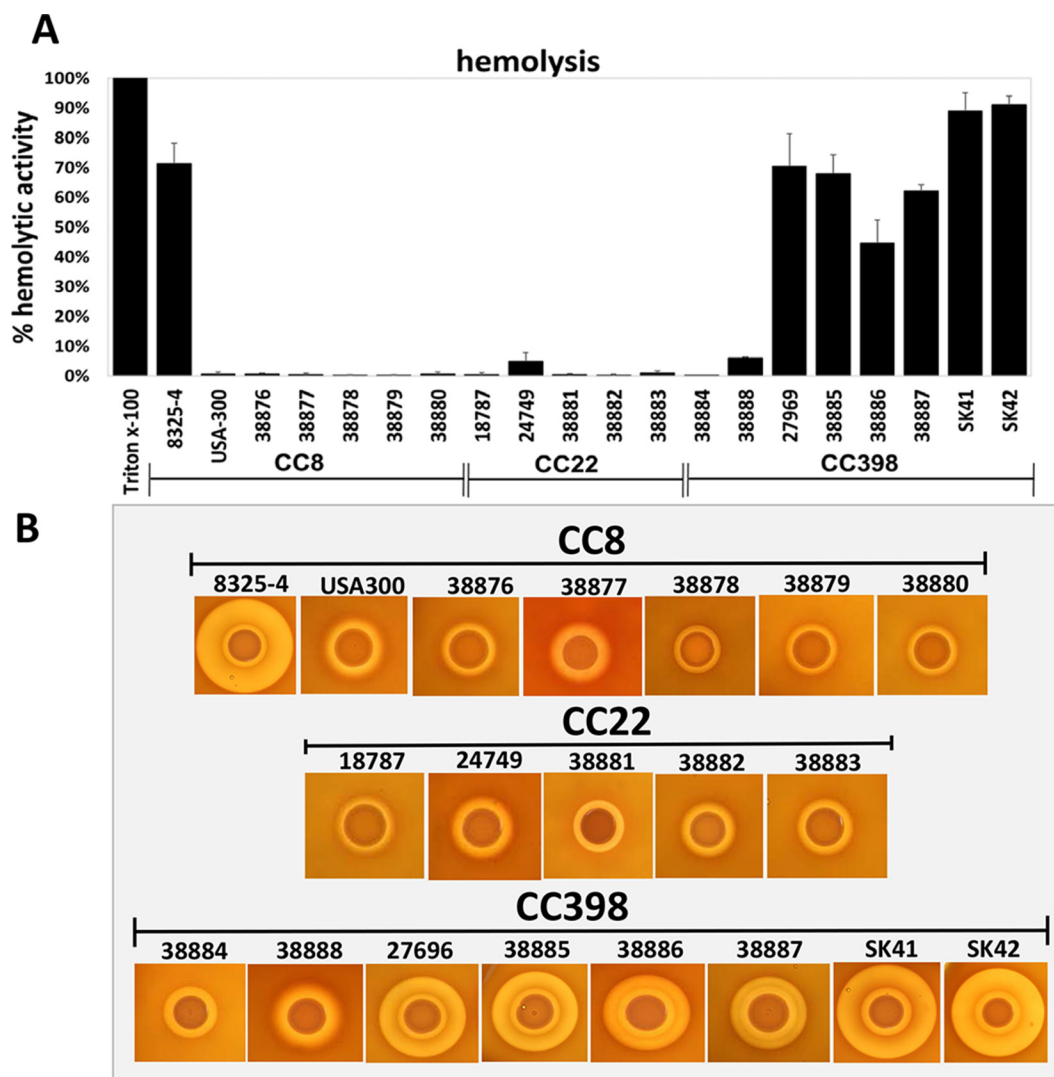 A
hemolysis
% hemolytic activity
100%
90%
80%
70%
60%
50%
40%
30%
20%
10%
0%
Triton x-100
8325-4
USA-300
38876
38877
38878
38879
38880
18787
24749
38881
38882
38883
38884
38888
27969
38885
38886
38887
SK41
SK42
CC8
CC22
CC398
B
CC8
8325-4 USA300 38876 38877 38878 38879 38880
CC22
18787 24749 38881 38882 38883
CC398
38884 38888 27696 38885 38886 38887 SK41 SK42